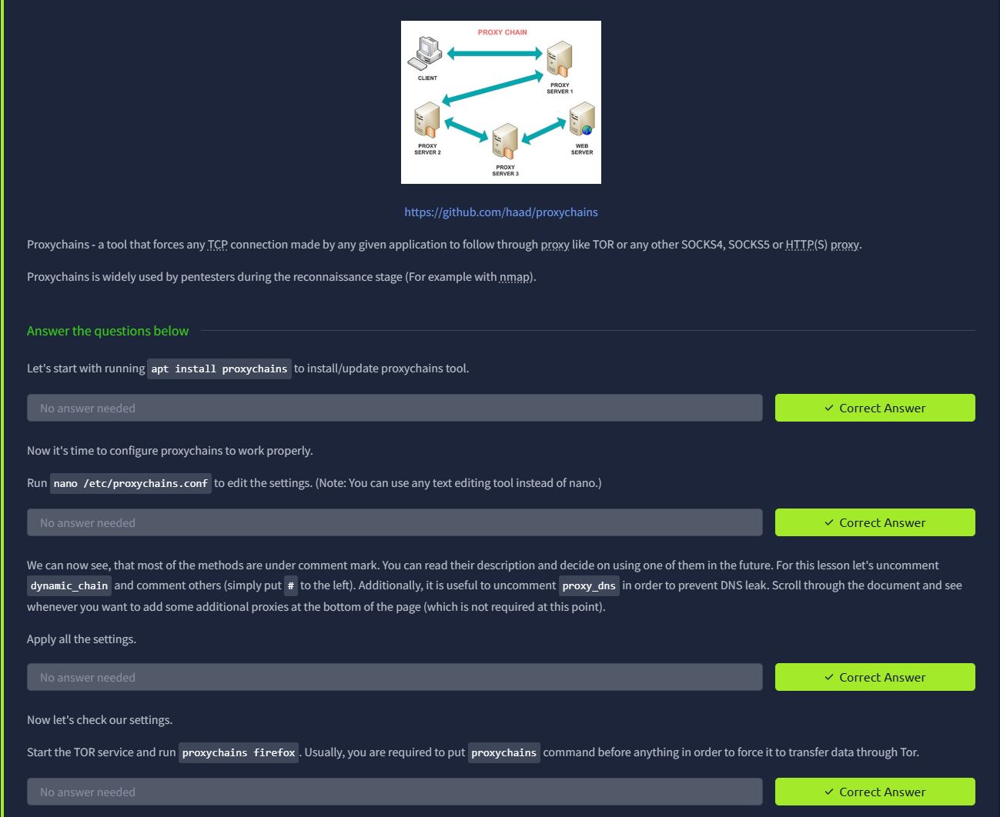 PROXY CHAIN
CLIENT
PROXY
SERVER 1
PROXY
SERVER 2
WEB
SERVER
PROXY
SERVER 3
https://github.com/haad/proxychains
Proxychains - a tool that forces any TCP connection made by any given application to follow through proxy like TOR or any other SOCKS4, SOCKS5 or HTTP(S) proxy.
Proxychains is widely used by pentesters during the reconnaissance stage (For example with nmap).
Answer the questions below
Let's start with running apt install proxychains to install/update proxychains tool.
No answer needed
✓ Correct Answer
Now it's time to configure proxychains to work properly.
Run nano /etc/proxychains.conf to edit the settings. (Note: You can use any text editing tool instead of nano.)
No answer needed
✓ Correct Answer
We can now see, that most of the methods are under comment mark. You can read their description and decide on using one of them in the future. For this lesson let's uncomment
dynamic_chain and comment others (simply put # to the left). Additionally, it is useful to uncomment proxy_dns in order to prevent DNS leak. Scroll through the document and see
whenever you want to add some additional proxies at the bottom of the page (which is not required at this point).
Apply all the settings.
No answer needed
✓ Correct Answer
Now let's check our settings.
Start the TOR service and run proxychains firefox. Usually, you are required to put proxychains command before anything in order to force it to transfer data through Tor.
No answer needed
✓ Correct Answer